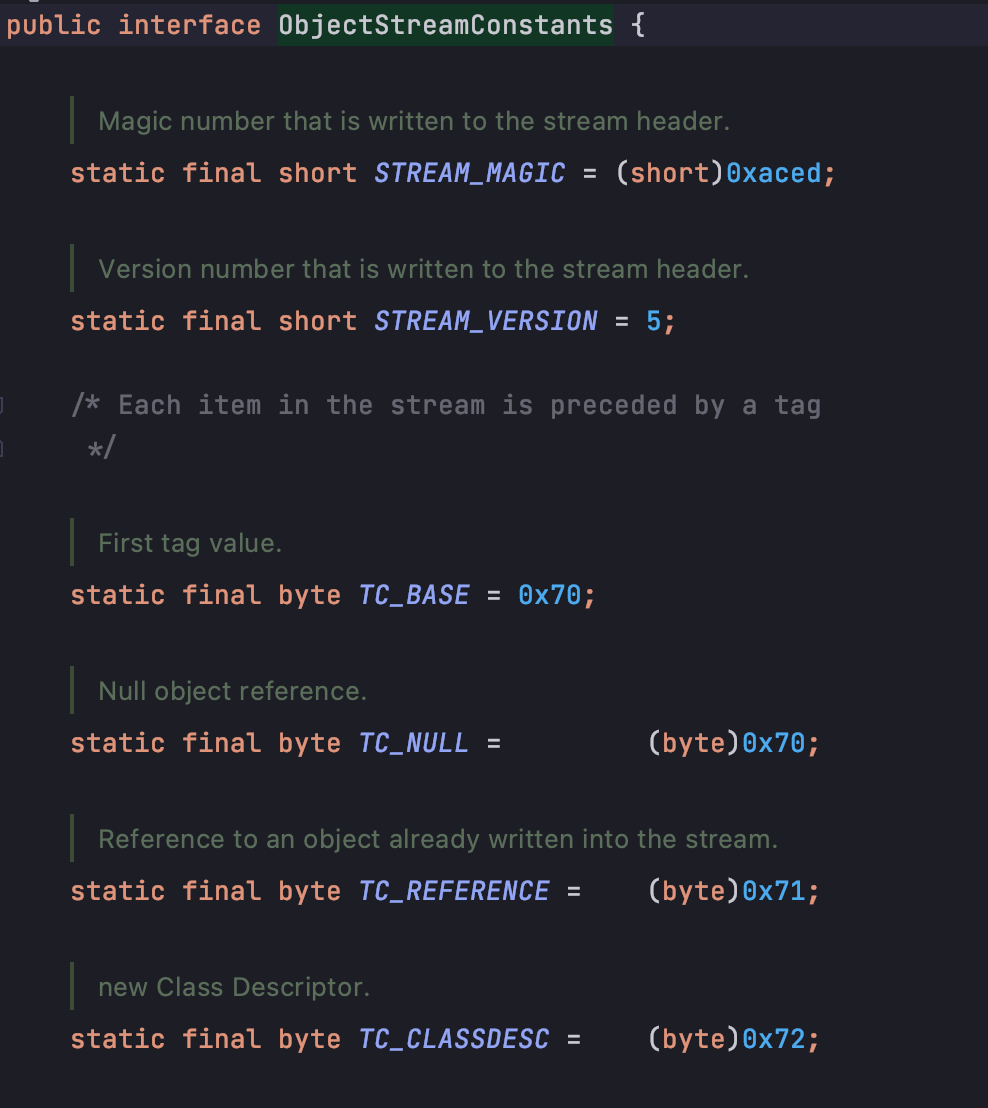 public interface ObjectStreamConstants {
Magic number that is written to the stream header.
static final short STREAM_MAGIC = (short)0xaced;
Version number that is written to the stream header.
static final short STREAM_VERSION = 5;
/* Each item in the stream is preceded by a tag
*/
First tag value.
static final byte TC_BASE = 0x70;
Null object reference.
static final byte TC_NULL =         (byte)0x70;
Reference to an object already written into the stream.
static final byte TC_REFERENCE =    (byte)0x71;
new Class Descriptor.
static final byte TC_CLASSDESC =    (byte)0x72;